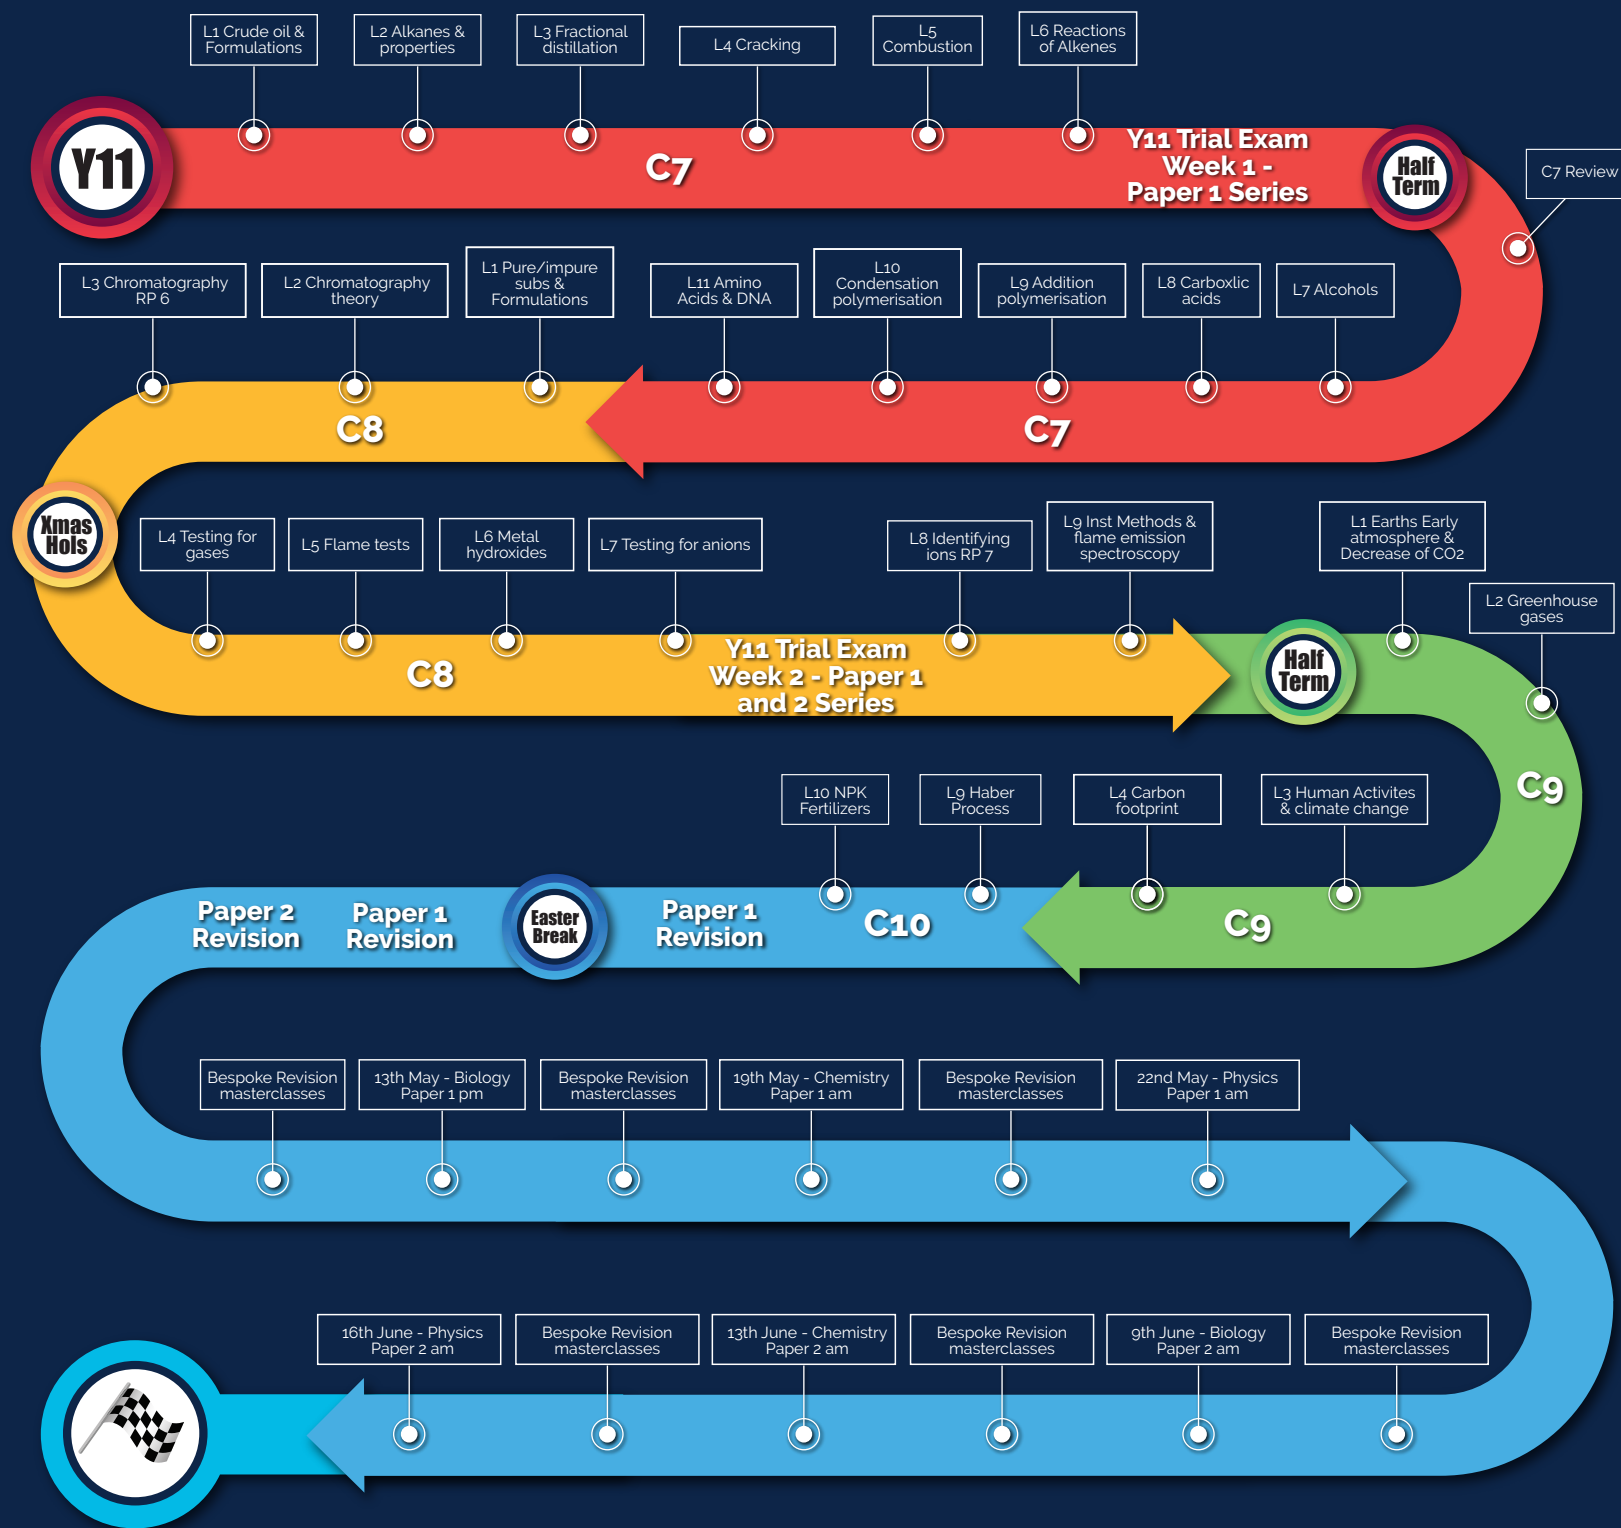 L1 Crude oil &
Formulations
L2 Alkanes &
properties
L3 Fractional
distillation
L4 Cracking
L5
Combustion
L6 Reactions
of Alkenes
Y11
C7
Y11 Trial Exam
Week 1 -
Paper 1 Series
Half
Term
C7 Review
L7 Alcohols
L8 Carboxlic
acids
L9 Addition
polymerisation
L10
Condensation
polymerisation
L11 Amino
Acids & DNA
C7
L1 Pure/impure
subs &
Formulations
L2 Chromatography
theory
L3 Chromatography
RP 6
C8
Xmas
Hols
L4 Testing for
gases
L5 Flame tests
L6 Metal
hydroxides
L7 Testing for anions
C8
Y11 Trial Exam
Week 2 - Paper 1
and 2 Series
L8 Identifying
ions RP 7
L9 Inst Methods &
flame emission
spectroscopy
Half
Term
L1 Earths Early
atmosphere &
Decrease of CO2
L2 Greenhouse
gases
C9
L3 Human Activites
& climate change
L4 Carbon
footprint
C9
L9 Haber
Process
L10 NPK
Fertilizers
C10
Paper 1
Revision
Easter
Break
Paper 1
Revision
Paper 2
Revision
Bespoke Revision
masterclasses
13th May - Biology
Paper 1 pm
Bespoke Revision
masterclasses
19th May - Chemistry
Paper 1 am
Bespoke Revision
masterclasses
22nd May - Physics
Paper 1 am
Bespoke Revision
masterclasses
9th June - Biology
Paper 2 am
Bespoke Revision
masterclasses
13th June - Chemistry
Paper 2 am
Bespoke Revision
masterclasses
16th June - Physics
Paper 2 am